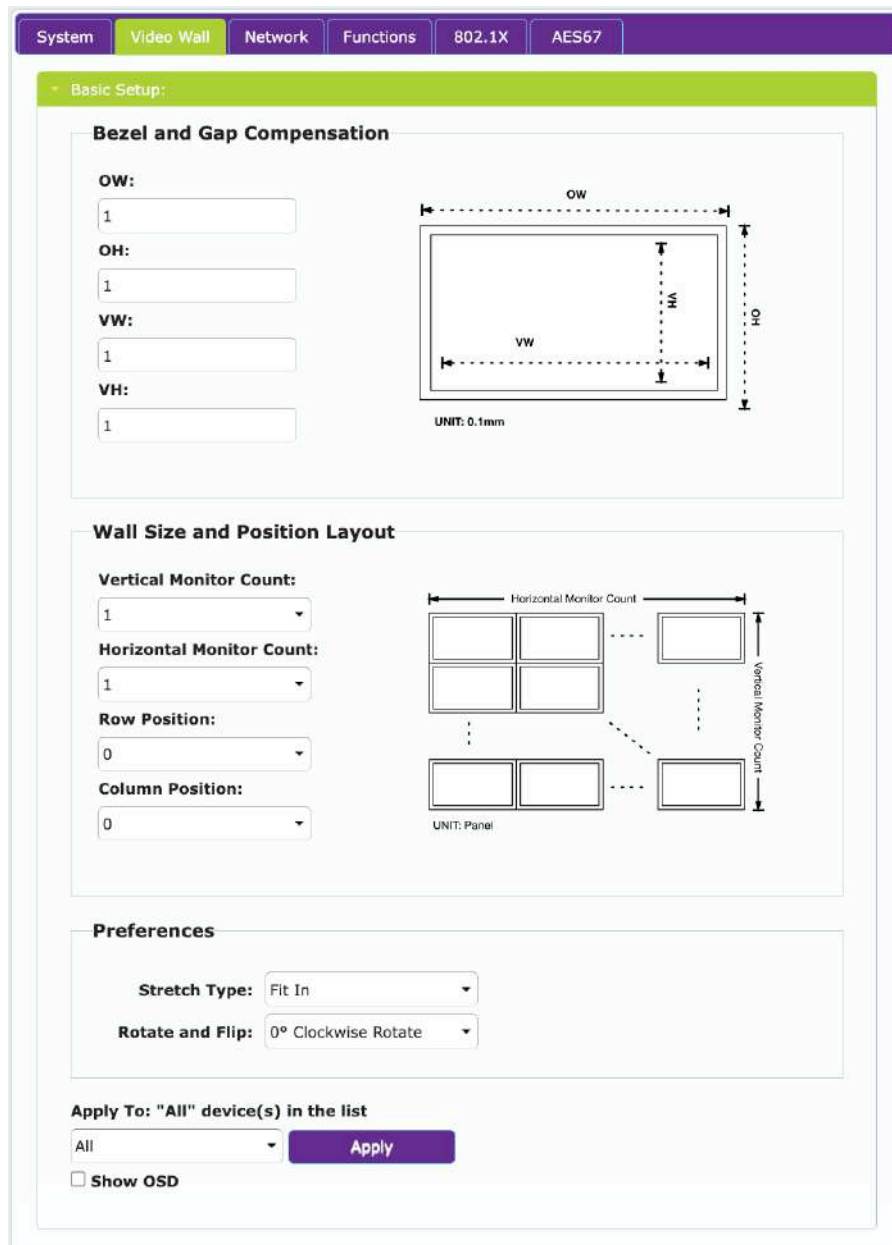 System Video Wall Network Functions 802.1X AES67
Basic Setup:
Bezel and Gap Compensation
OW:
1
OH:
1
VW:
1
VH:
1
OW
VH
OH
VW
UNIT: 0.1mm
Wall Size and Position Layout
Vertical Monitor Count:
1
Horizontal Monitor Count:
1
Row Position:
0
Column Position:
0
Horizontal Monitor Count
Vertical Monitor Count
UNIT: Panel
Preferences
Stretch Type: Fit In
Rotate and Flip: 0° Clockwise Rotate
Apply To: "All" device(s) in the list
All Apply
Show OSD